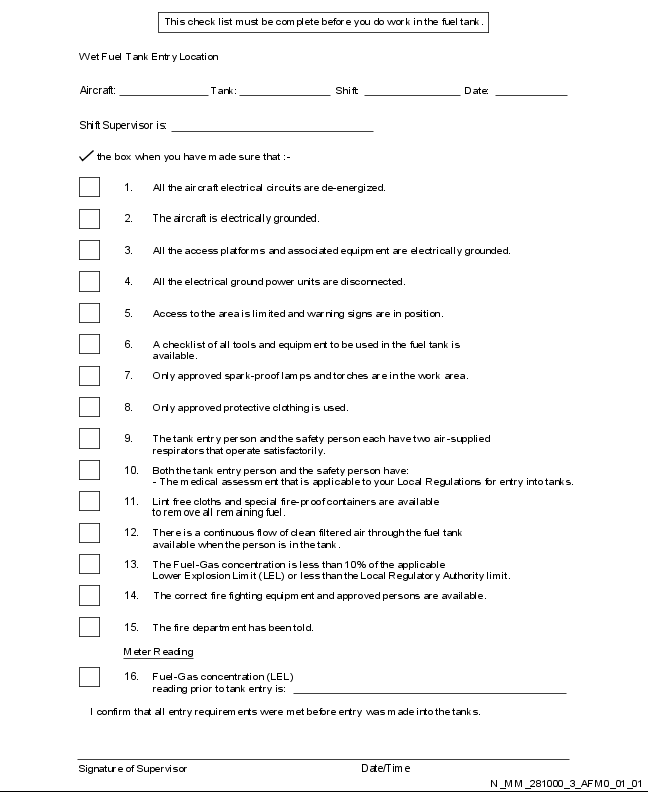 This check list must be complete before you do work in the fuel tank.
Wet Fuel Tank Entry Location
Aircraft: Tank: Shift: Date:
Shift Supervisor is:
✓ the box when you have made sure that :-
1. All the aircraft electrical circuits are de-energized.
2. The aircraft is electrically grounded.
3. All the access platforms and associated equipment are electrically grounded.
4. All the electrical ground power units are disconnected.
5. Access to the area is limited and warning signs are in position.
6. A checklist of all tools and equipment to be used in the fuel tank is
available.
7. Only approved spark-proof lamps and torches are in the work area.
8. Only approved protective clothing is used.
9. The tank entry person and the safety person each have two air-supplied
respirators that operate satisfactorily.
10. Both the tank entry person and the safety person have:
- The medical assessment that is applicable to your Local Regulations for entry into tanks.
11. Lint free cloths and special fire-proof containers are available
to remove all remaining fuel.
12. There is a continuous flow of clean filtered air through the fuel tank
available when the person is in the tank.
13. The Fuel-Gas concentration is less than 10% of the applicable
Lower Explosion Limit (LEL) or less than the Local Regulatory Authority limit.
14. The correct fire fighting equipment and approved persons are available.
15. The fire department has been told.
Meter Reading
16. Fuel-Gas concentration (LEL)
reading prior to tank entry is:
I confirm that all entry requirements were met before entry was made into the tanks.
Signature of Supervisor Date/Time
N_MM_281000_3_AFM0_01_01